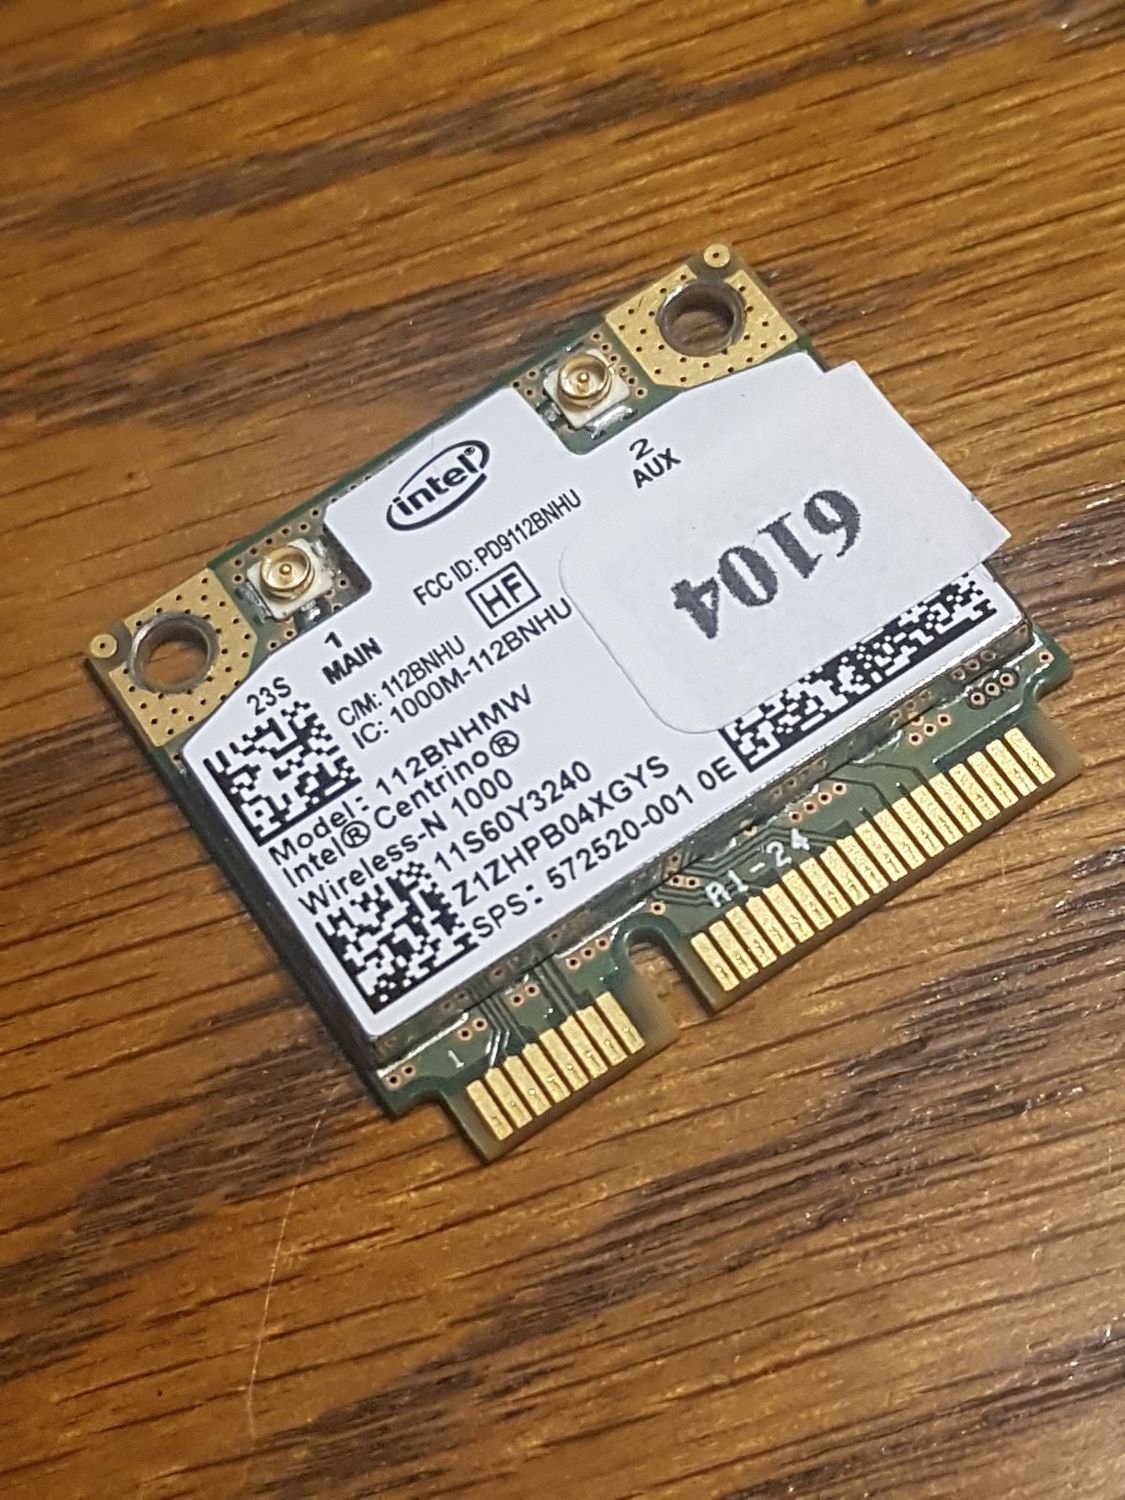 intel®
FCC ID: PD9112BNHU
HF
1
MAIN
2
AUX
6104
23S
C/M: 112BNHU
IC: 1000M-112BNHU
Model: 112BNHMW
Intel® Centrino®
Wireless-N 1000
11S60Y3240
Z1ZHPB04XGYS
SPS: 572520-001 0E
1
A1-24